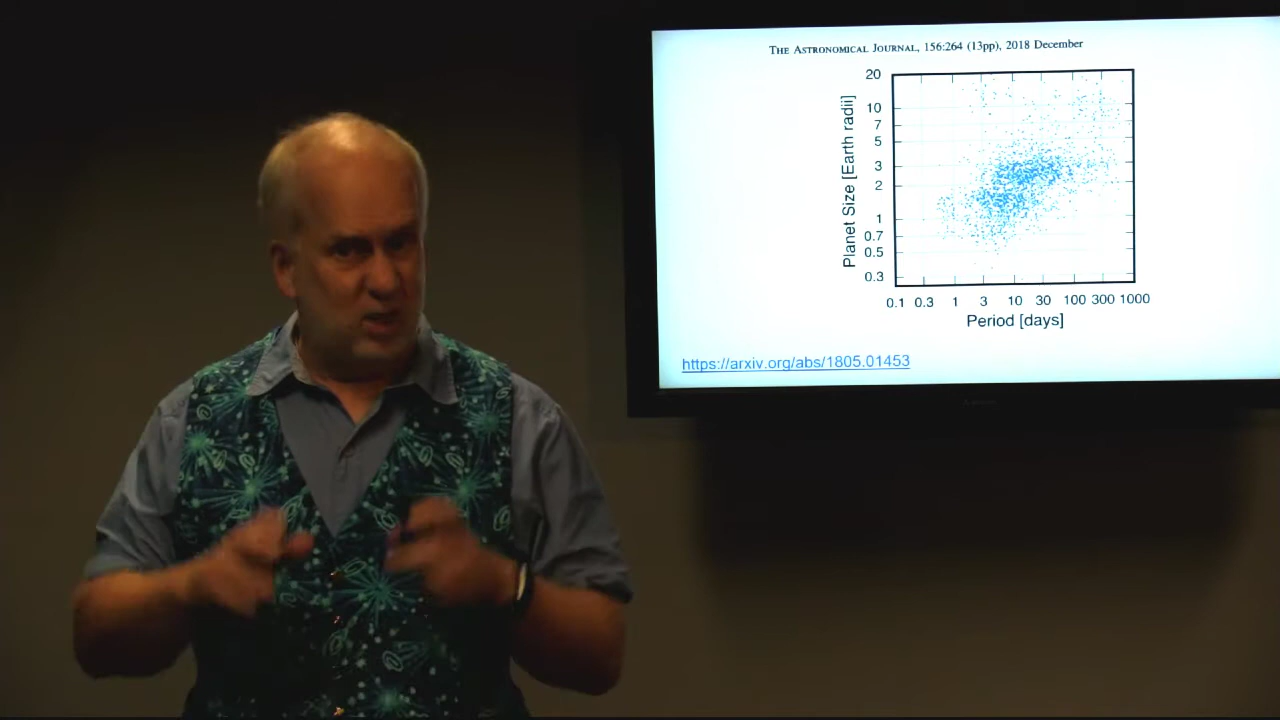 THE ASTRONOMICAL JOURNAL, 156:264 (13pp), 2018 December
20
10
7
5
3
2
1
0.7
0.5
0.3
Planet Size [Earth radii]
0.1 0.3 1 3 10 30 100 300 1000
Period [days]
https://arxiv.org/abs/1805.01453